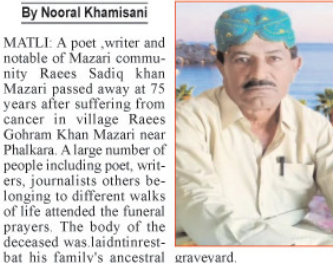 By Nooral Khamisani
MATLI: A poet ,writer and
notable of Mazari commu-
nity Raees Sadiq khan
Mazari passed away at 75
years after suffering from
cancer in village Raees
Gohram Khan Mazari near
Phalkara. A large number of
people including poet, writ-
ers, journalists others be-
longing to different walks
of life attended the funeral
prayers. The body of the
deceased was.laidntinrest-
bat his family's ancestral graveyard.